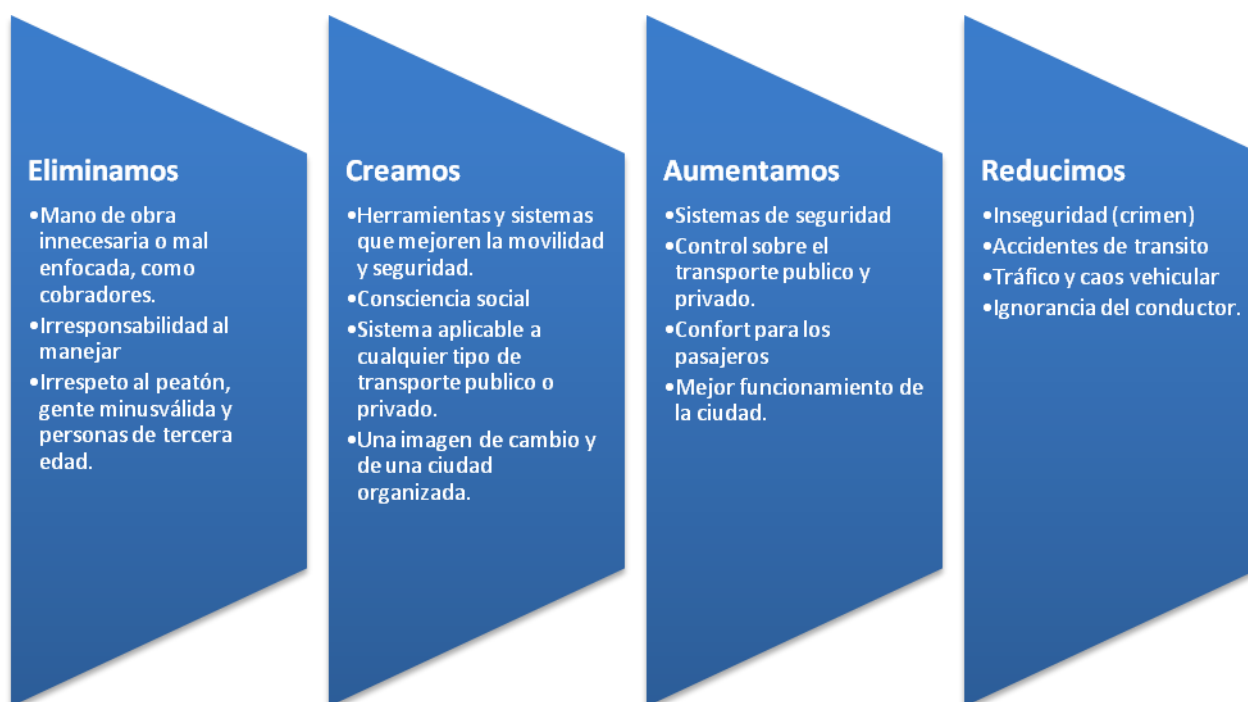 Eliminamos
•Mano de obra
innecesaria o mal
enfocada, como
cobradores.
•Irresponsabilidad al
manejar
•Irrespeto al peatón,
gente minusválida y
personas de tercera
edad.
Creamos
•Herramientas y sistemas
que mejoren la movilidad
y seguridad.
•Consciencia social
•Sistema aplicable a
cualquier tipo de
transporte publico o
privado.
•Una imagen de cambio y
de una ciudad
organizada.
Aumentamos
•Sistemas de seguridad
•Control sobre el
transporte publico y
privado.
•Confort para los
pasajeros
•Mejor funcionamiento de
la ciudad.
Reducimos
•Inseguridad (crimen)
•Accidentes de transito
•Tráfico y caos vehicular
•Ignorancia del conductor.